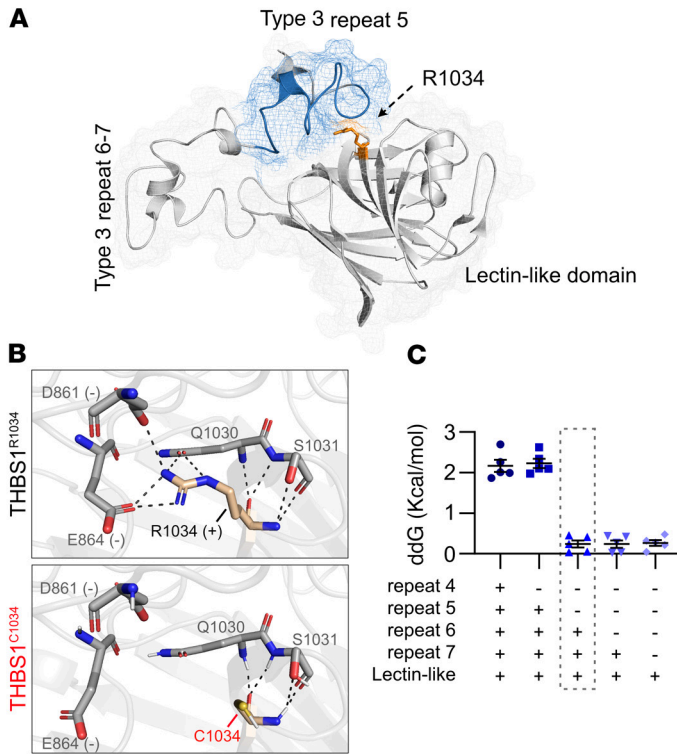 A
Type 3 repeat 5
R1034
Type 3 repeat 6-7
Lectin-like domain
B
THBS1R1034
D861 (-)
Q1030
S1031
R1034 (+)
E864 (-)
THBS1C1034
D861 (-)
Q1030
S1031
C1034
E864 (-)
C
ddG (Kcal/mol)
3
2
1
0
repeat 4 + - - - -
repeat 5 + + - - -
repeat 6 + + + - -
repeat 7 + + + + -
Lectin-like + + + + +